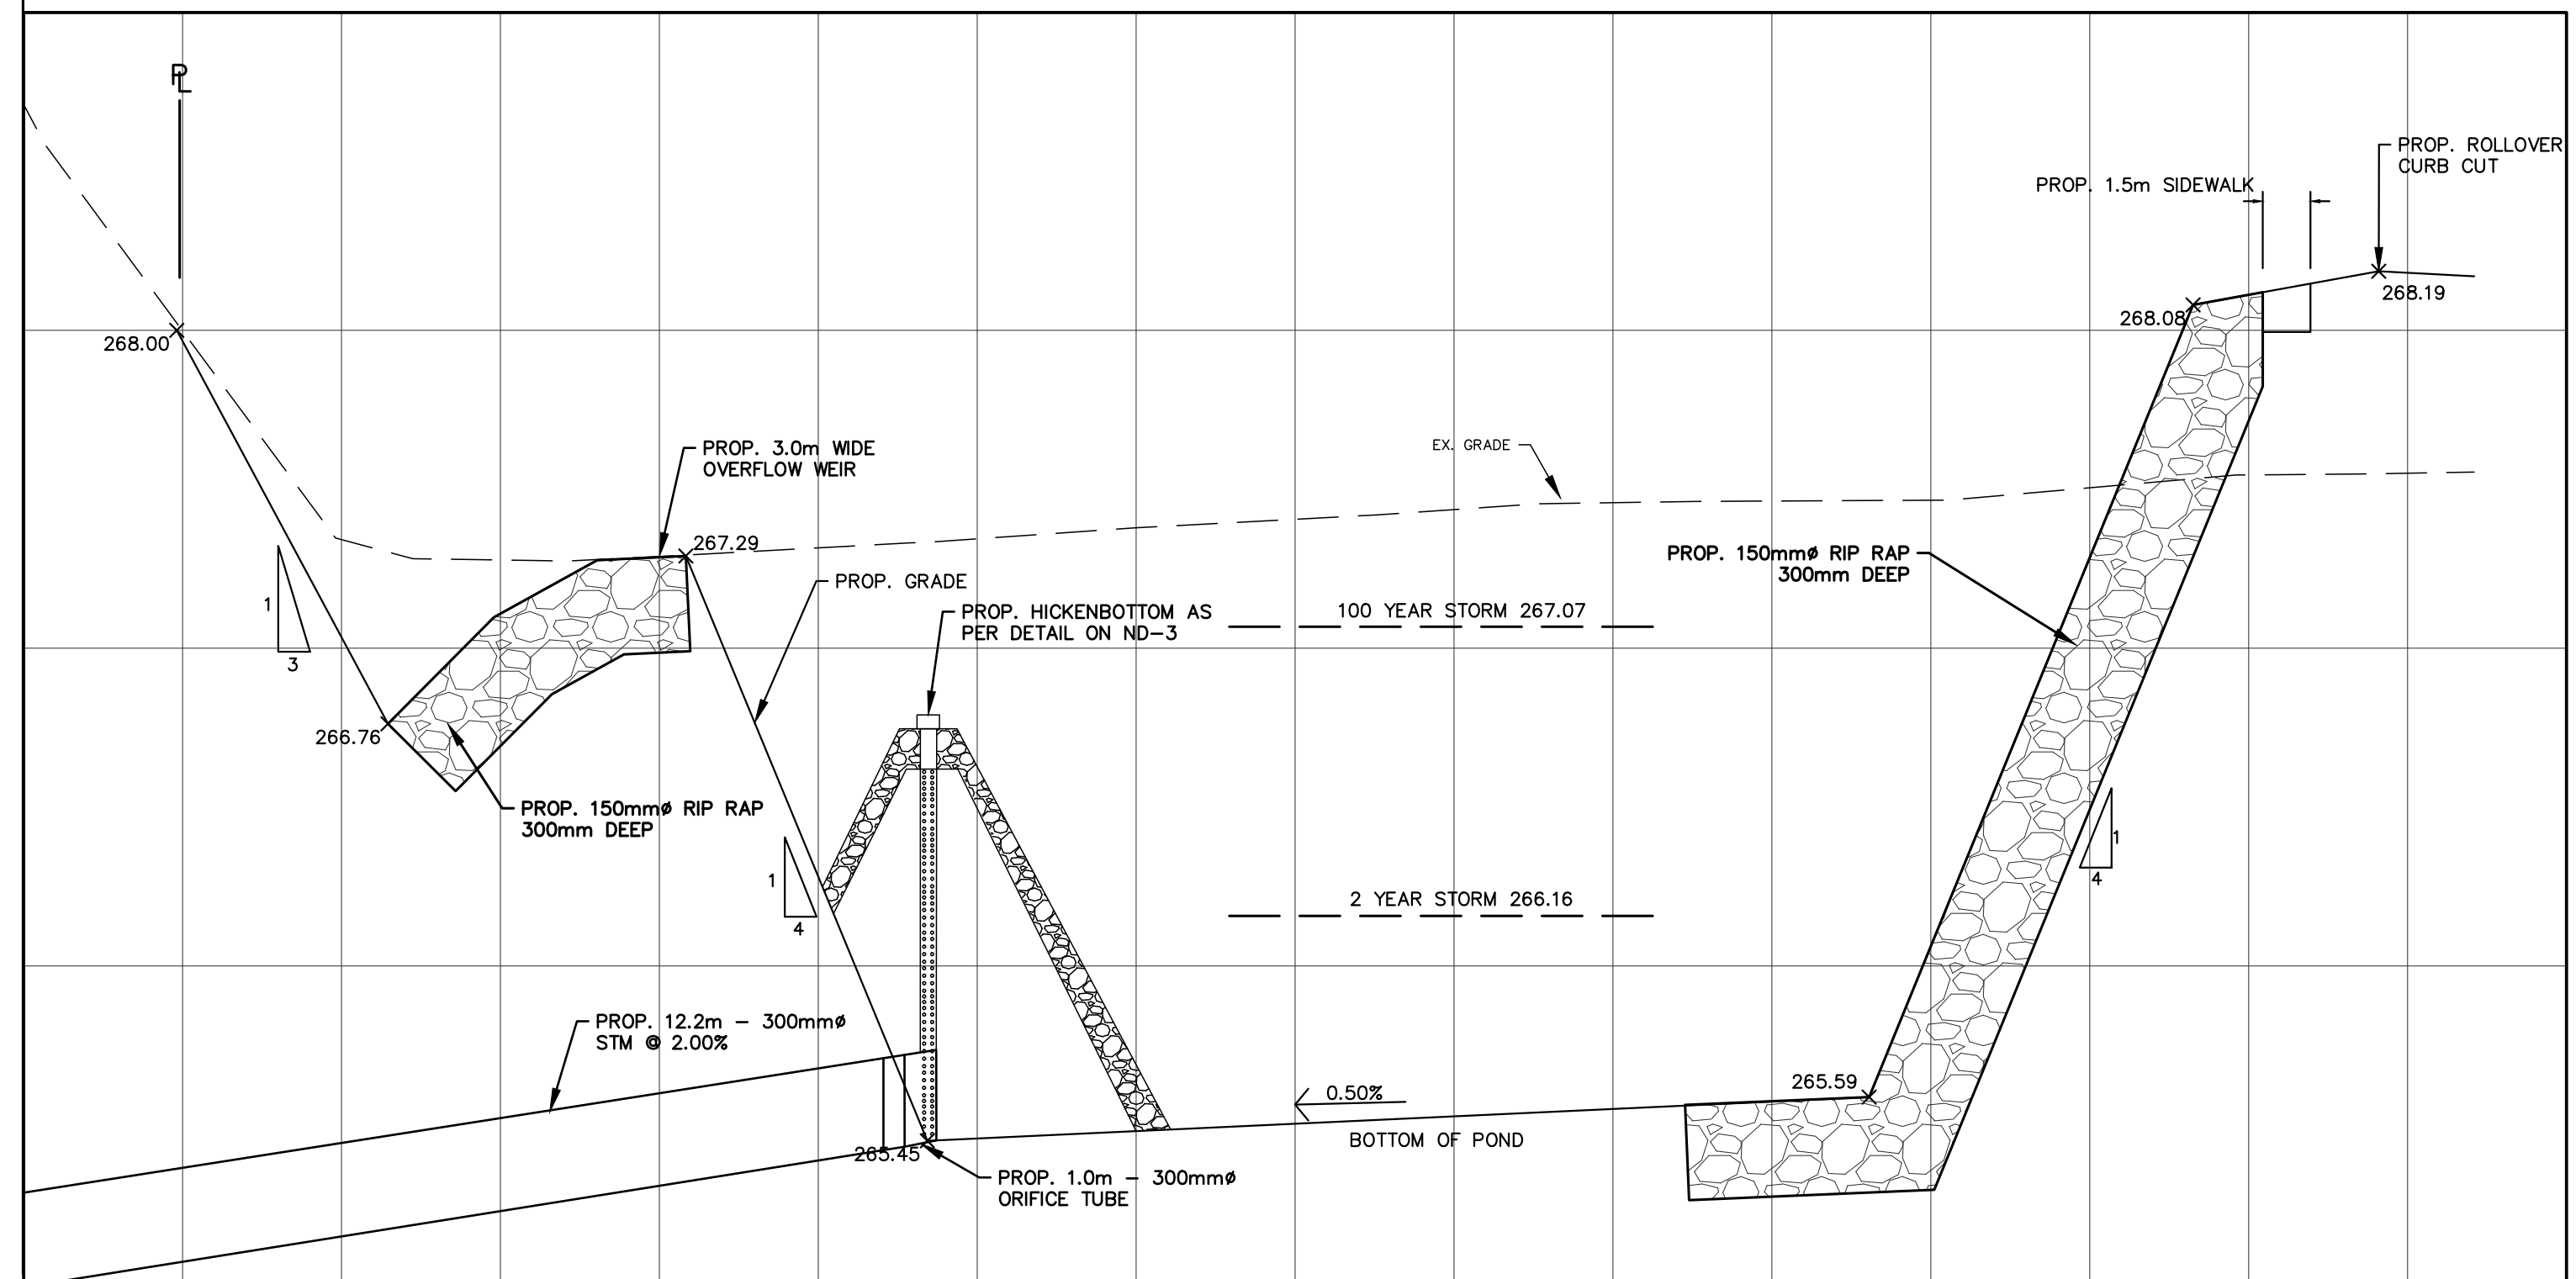 PL
PROP. ROLLOVER
CURB CUT
PROP. 1.5m SIDEWALK
268.19
268.08
268.00
PROP. 3.0m WIDE
OVERFLOW WEIR
EX. GRADE
267.29
PROP. 150mmø RIP RAP
300mm DEEP
PROP. GRADE
1
3
PROP. HICKENBOTTOM AS
PER DETAIL ON ND-3
100 YEAR STORM 267.07
266.76
PROP. 150mmø RIP RAP
300mm DEEP
1
4
1
4
2 YEAR STORM 266.16
PROP. 12.2m - 300mmø
STM @ 2.00%
265.59
0.50%
BOTTOM OF POND
265.45
PROP. 1.0m - 300mmø
ORIFICE TUBE